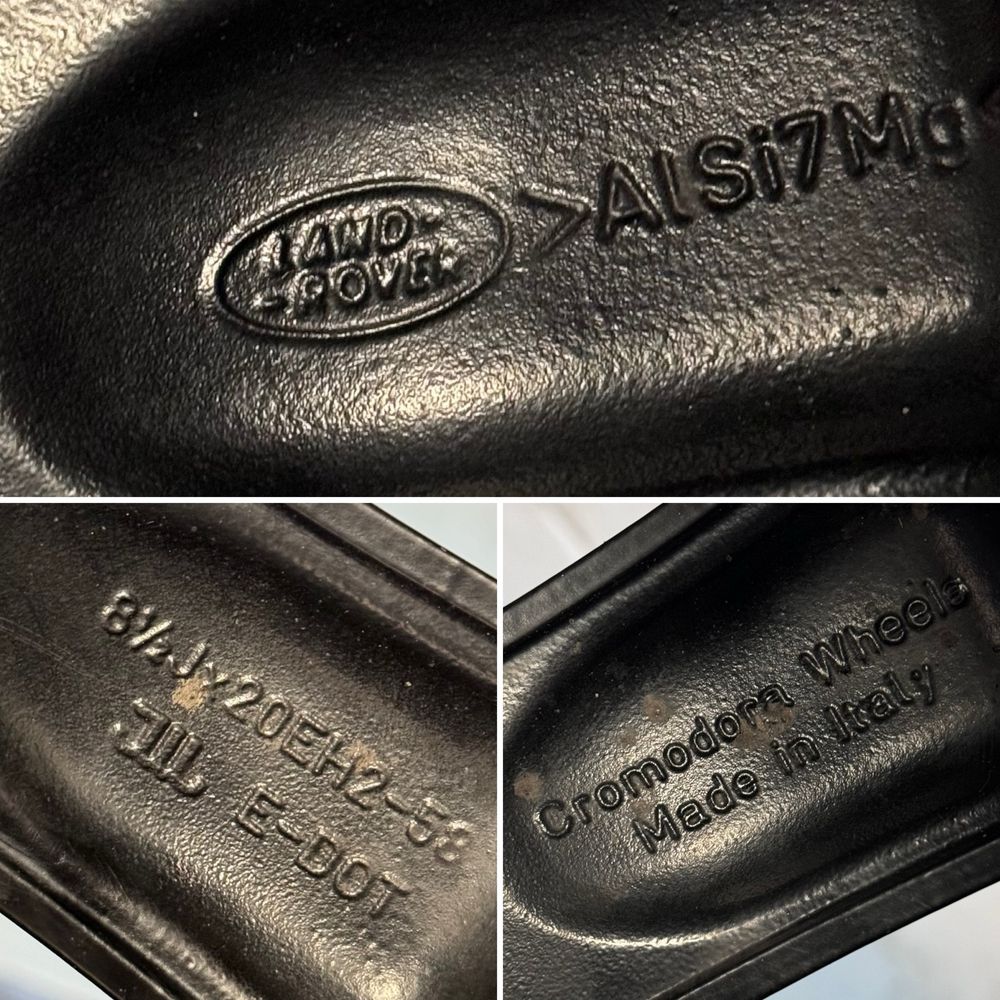 LAND-
-ROVER
>AlSi7Mg
8½Jx20EH2-58
JWL E-DOT
Cromodora Wheels
Made in Italy